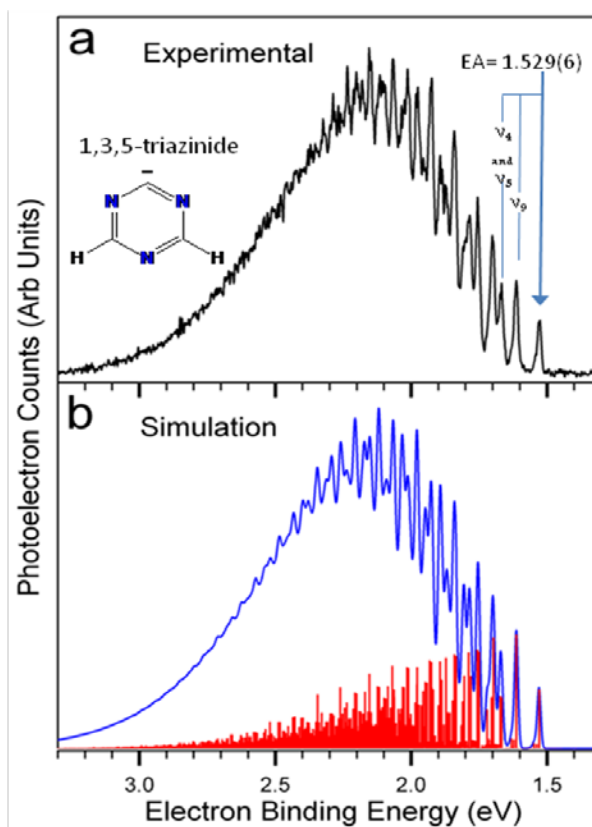 a
Experimental
EA= 1.529(6)
1,3,5-triazinide
−
N N
H N H
ν4
and
ν5
ν9
b
Simulation
Photoelectron Counts (Arb Units)
3.0 2.5 2.0 1.5
Electron Binding Energy (eV)